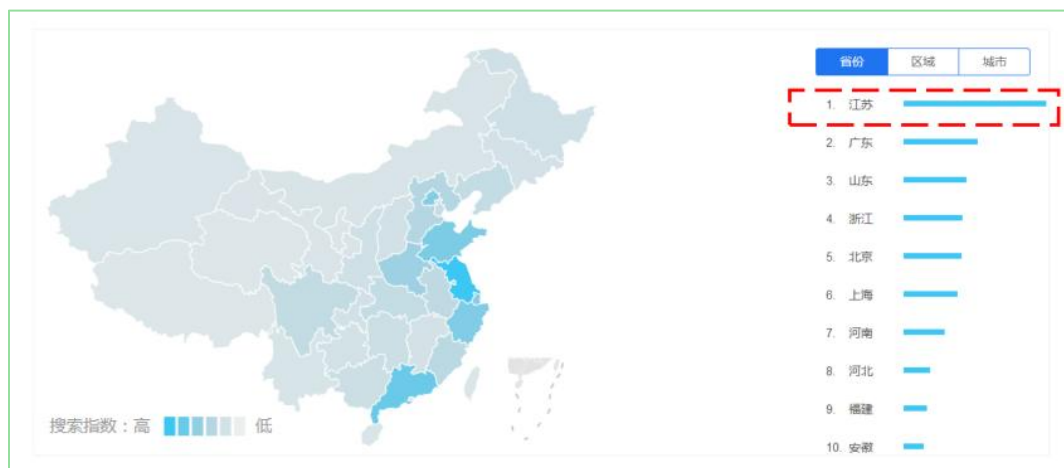 省份 区域 城市
1. 江苏
2. 广东
3. 山东
4. 浙江
5. 北京
6. 上海
7. 河南
8. 河北
9. 福建
10. 安徽
搜索指数：高 低